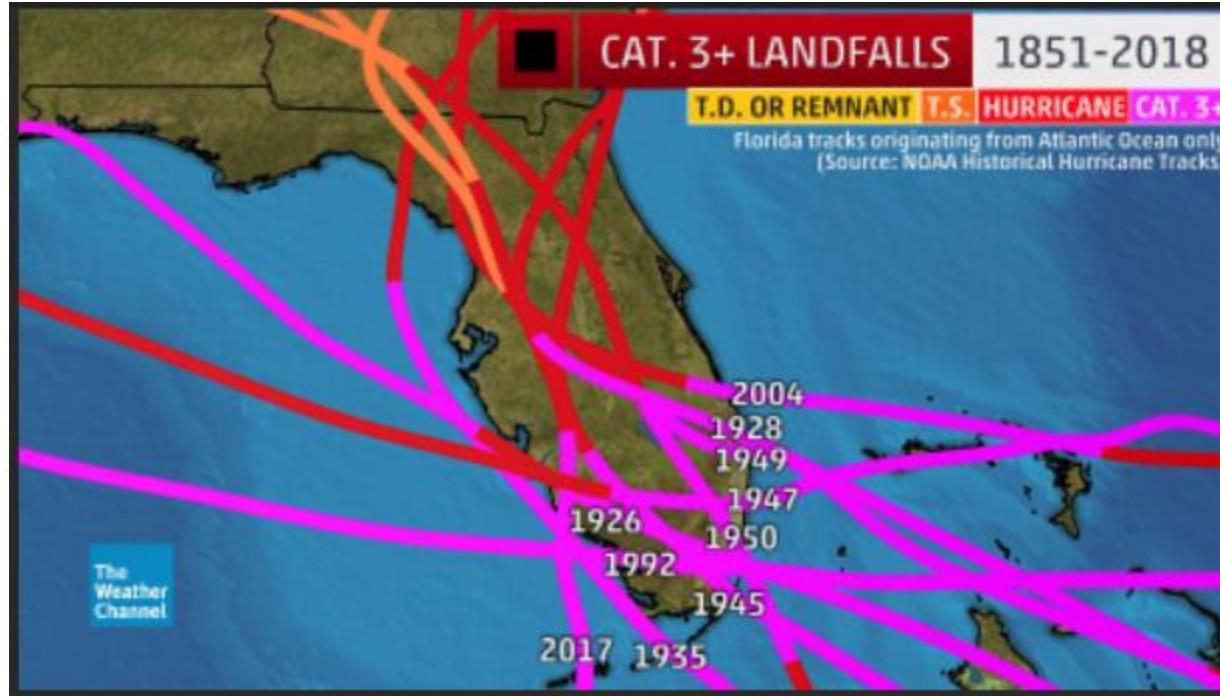 CAT. 3+ LANDFALLS 1851-2018
T.D. OR REMNANT T.S. HURRICANE CAT. 3+
Florida tracks originating from Atlantic Ocean only
(Source: NOAA Historical Hurricane Tracks
2004
1928
1949
1947
1926
1950
1992
1945
2017 1935
The
Weather
Channel